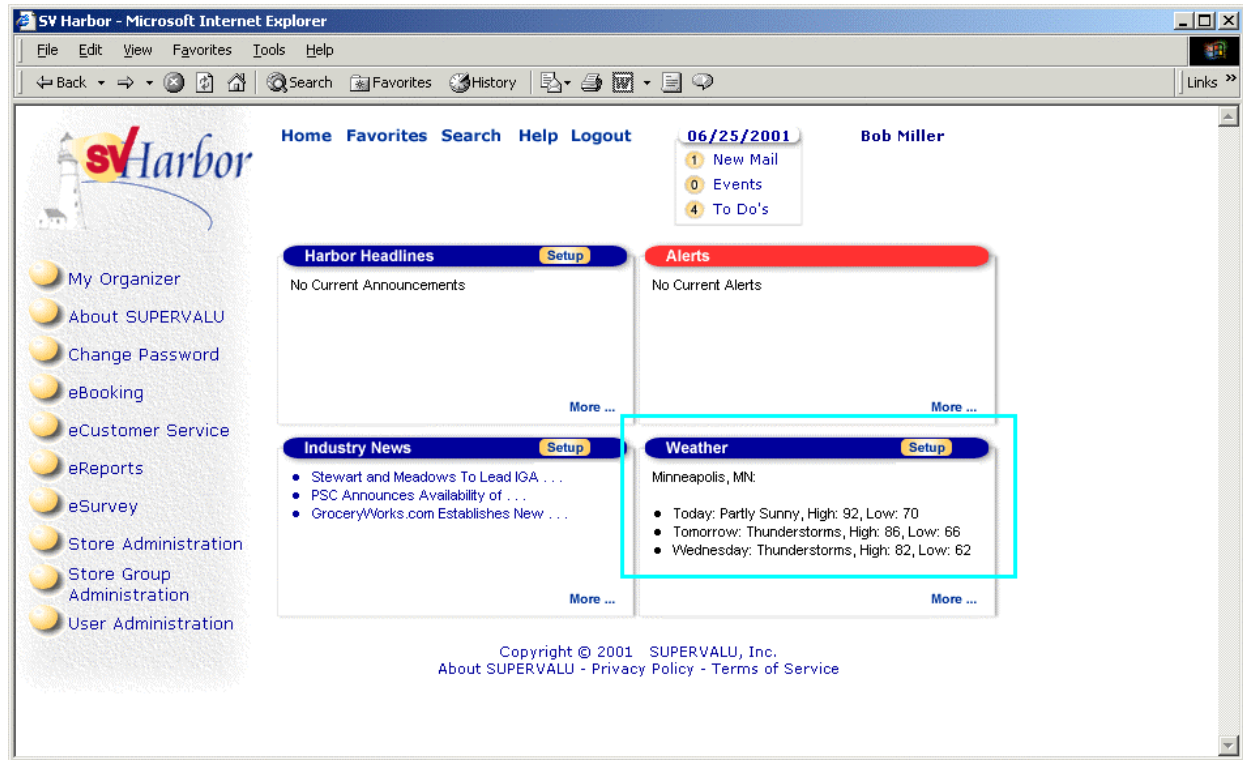 SV Harbor - Microsoft Internet Explorer
File Edit View Favorites Tools Help
Back Search Favorites History Links »
SV Harbor
Home Favorites Search Help Logout
06/25/2001
Bob Miller
1 New Mail
0 Events
4 To Do's
My Organizer
About SUPERVALU
Change Password
eBooking
eCustomer Service
eReports
eSurvey
Store Administration
Store Group
Administration
User Administration
Harbor Headlines Setup
No Current Announcements
More ...
Alerts
No Current Alerts
More ...
Industry News Setup
Stewart and Meadows To Lead IGA . . .
PSC Announces Availability of . . .
GroceryWorks.com Establishes New . . .
More ...
Weather Setup
Minneapolis, MN:
Today: Partly Sunny, High: 92, Low: 70
Tomorrow: Thunderstorms, High: 86, Low: 66
Wednesday: Thunderstorms, High: 82, Low: 62
More ...
Copyright © 2001 SUPERVALU, Inc.
About SUPERVALU - Privacy Policy - Terms of Service